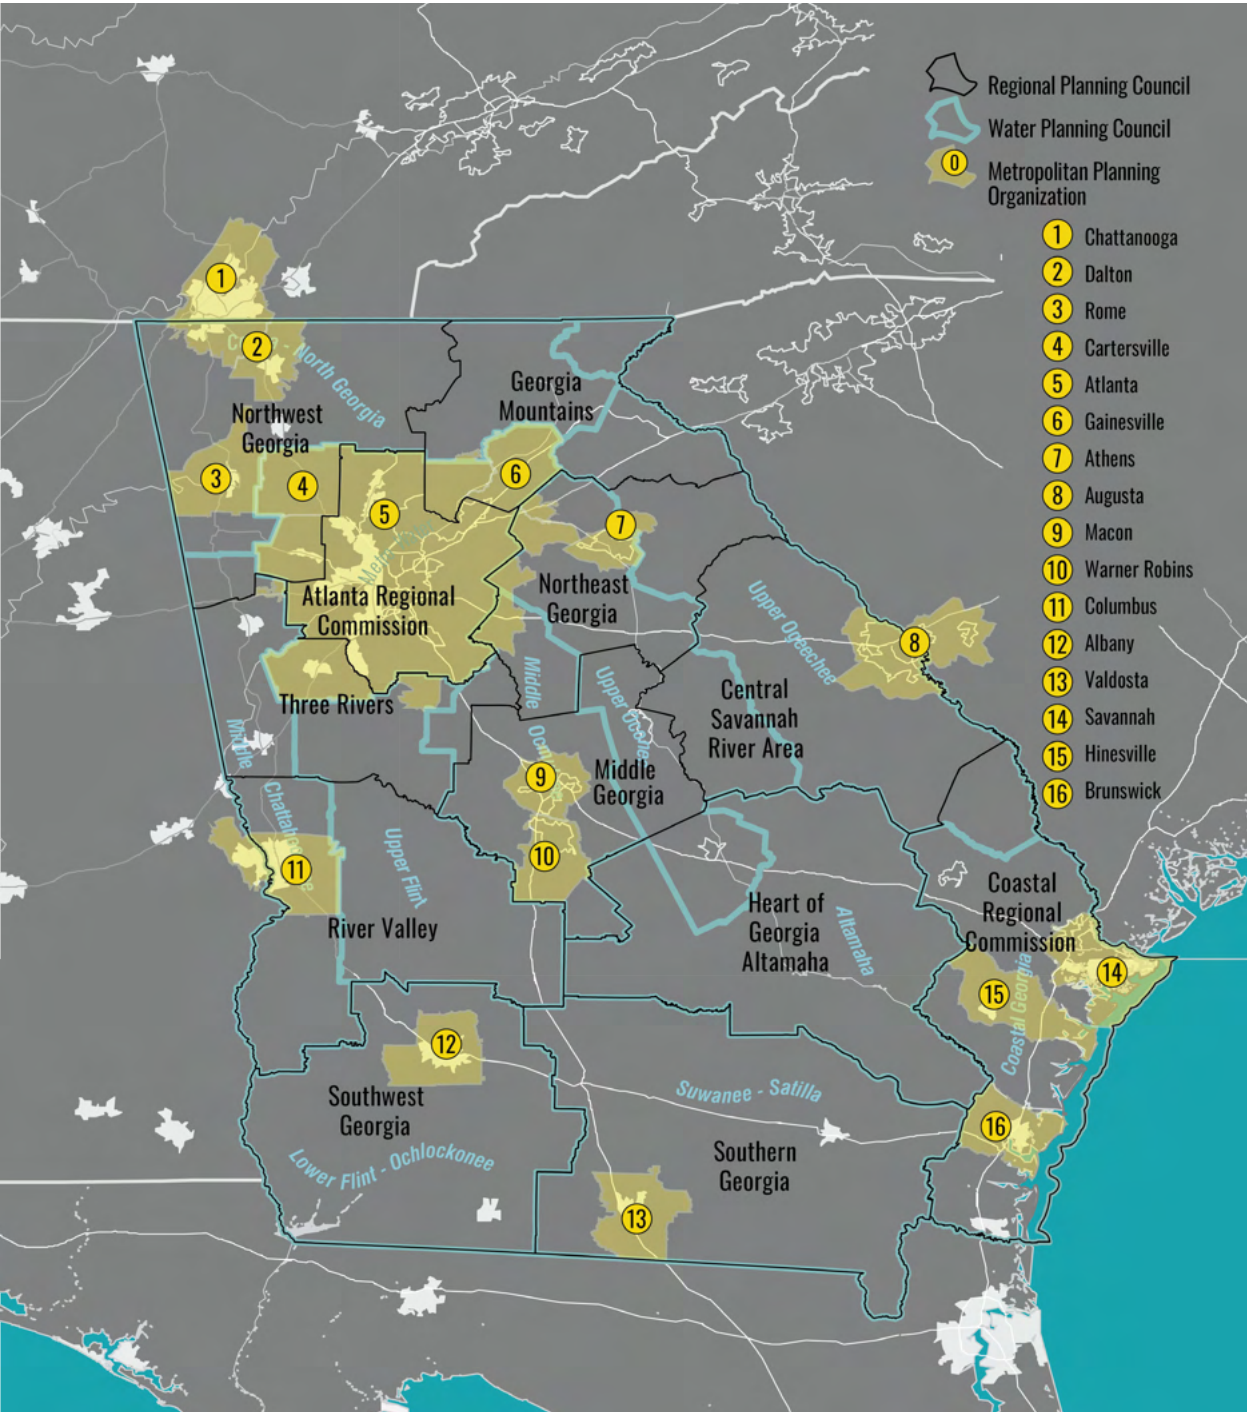 Regional Planning Council
Water Planning Council
0
Metropolitan Planning
Organization
1 Chattanooga
2 Dalton
3 Rome
4 Cartersville
5 Atlanta
6 Gainesville
7 Athens
8 Augusta
9 Macon
10 Warner Robins
11 Columbus
12 Albany
13 Valdosta
14 Savannah
15 Hinesville
16 Brunswick
1
2
North Georgia
Georgia
Mountains
Northwest
Georgia
3
4
5
6
7
Northeast
Georgia
Atlanta Regional
Commission
Upper Ogeechee
8
Three Rivers
Middle
Central
Savannah
River Area
Middle
9
Middle
Georgia
10
11
Upper Flint
River Valley
Heart of
Georgia
Altamaha
Altamaha
Coastal
Regional
Commission
14
15
Coastal Georgia
12
Southwest
Georgia
Suwanee - Satilla
16
Lower Flint - Ochlockonee
Southern
Georgia
13